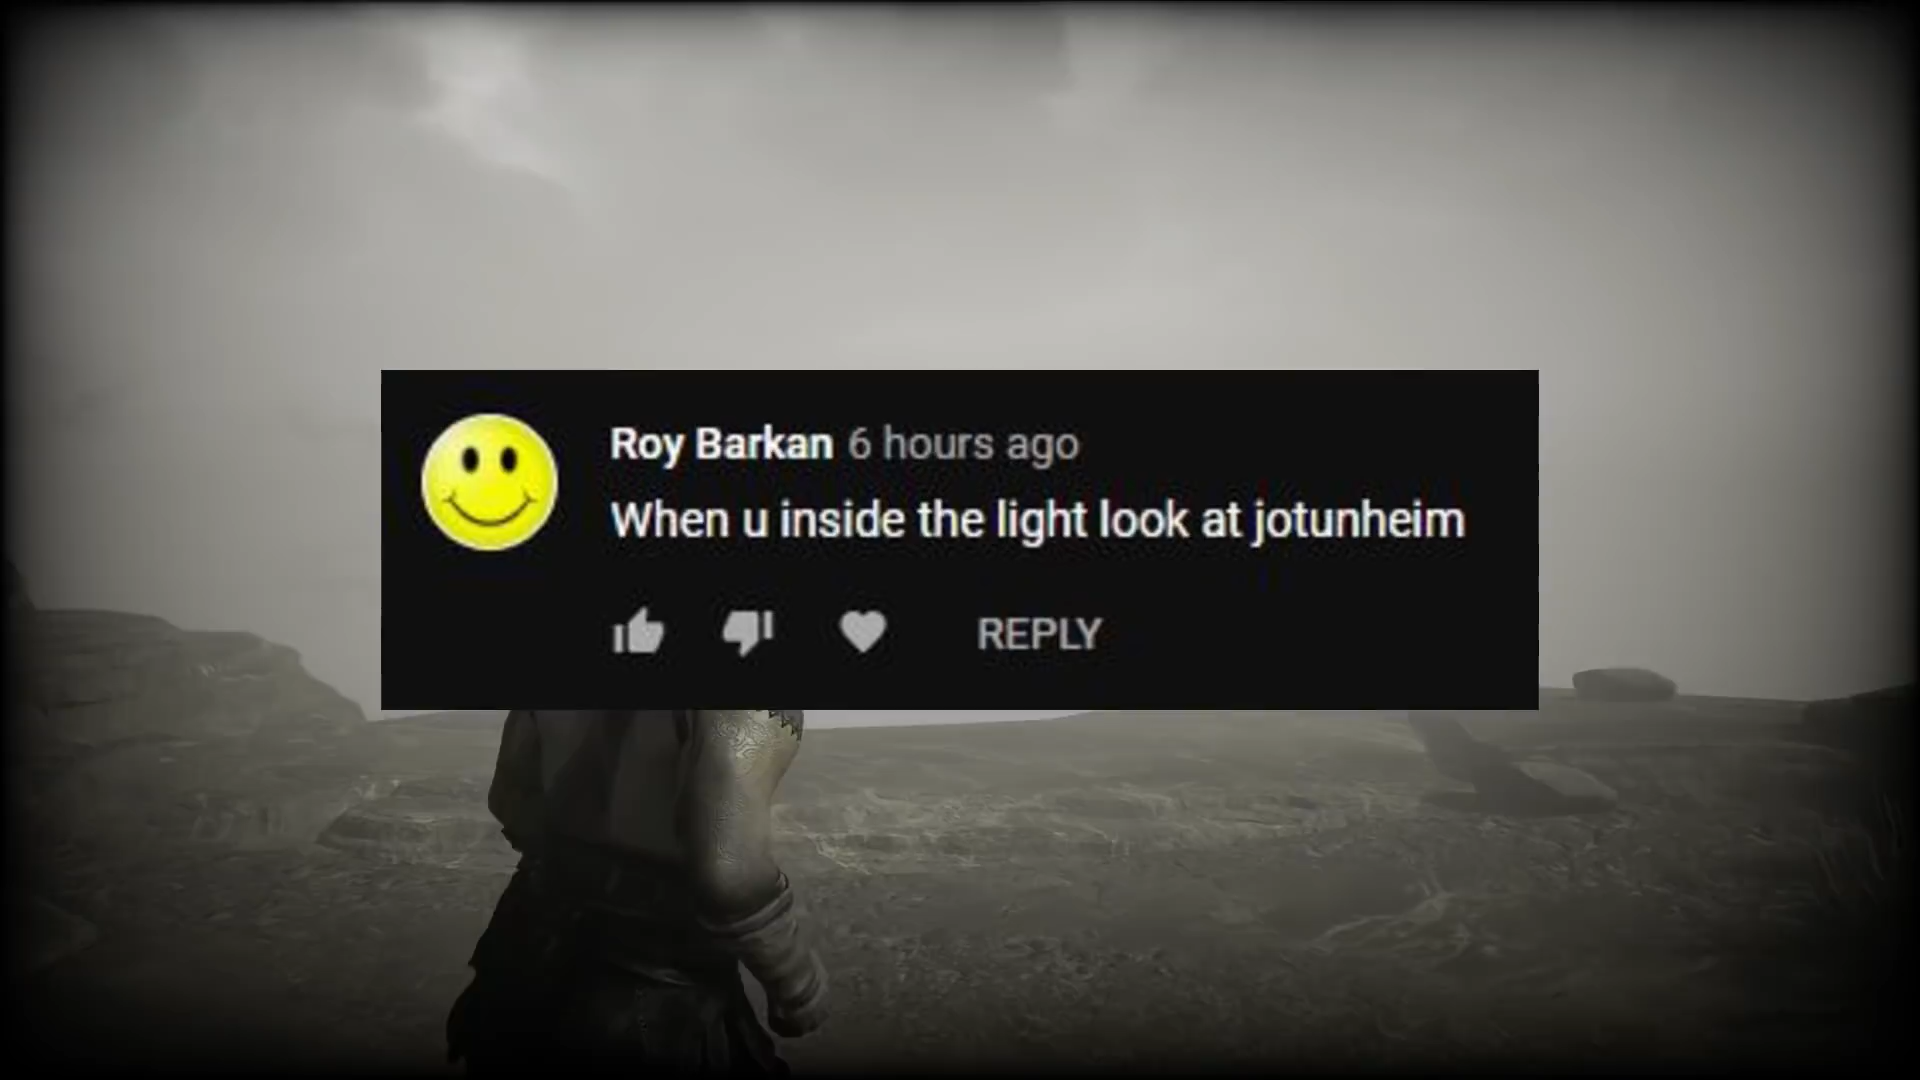 Roy Barkan 6 hours ago
When u inside the light look at jotunheim
REPLY